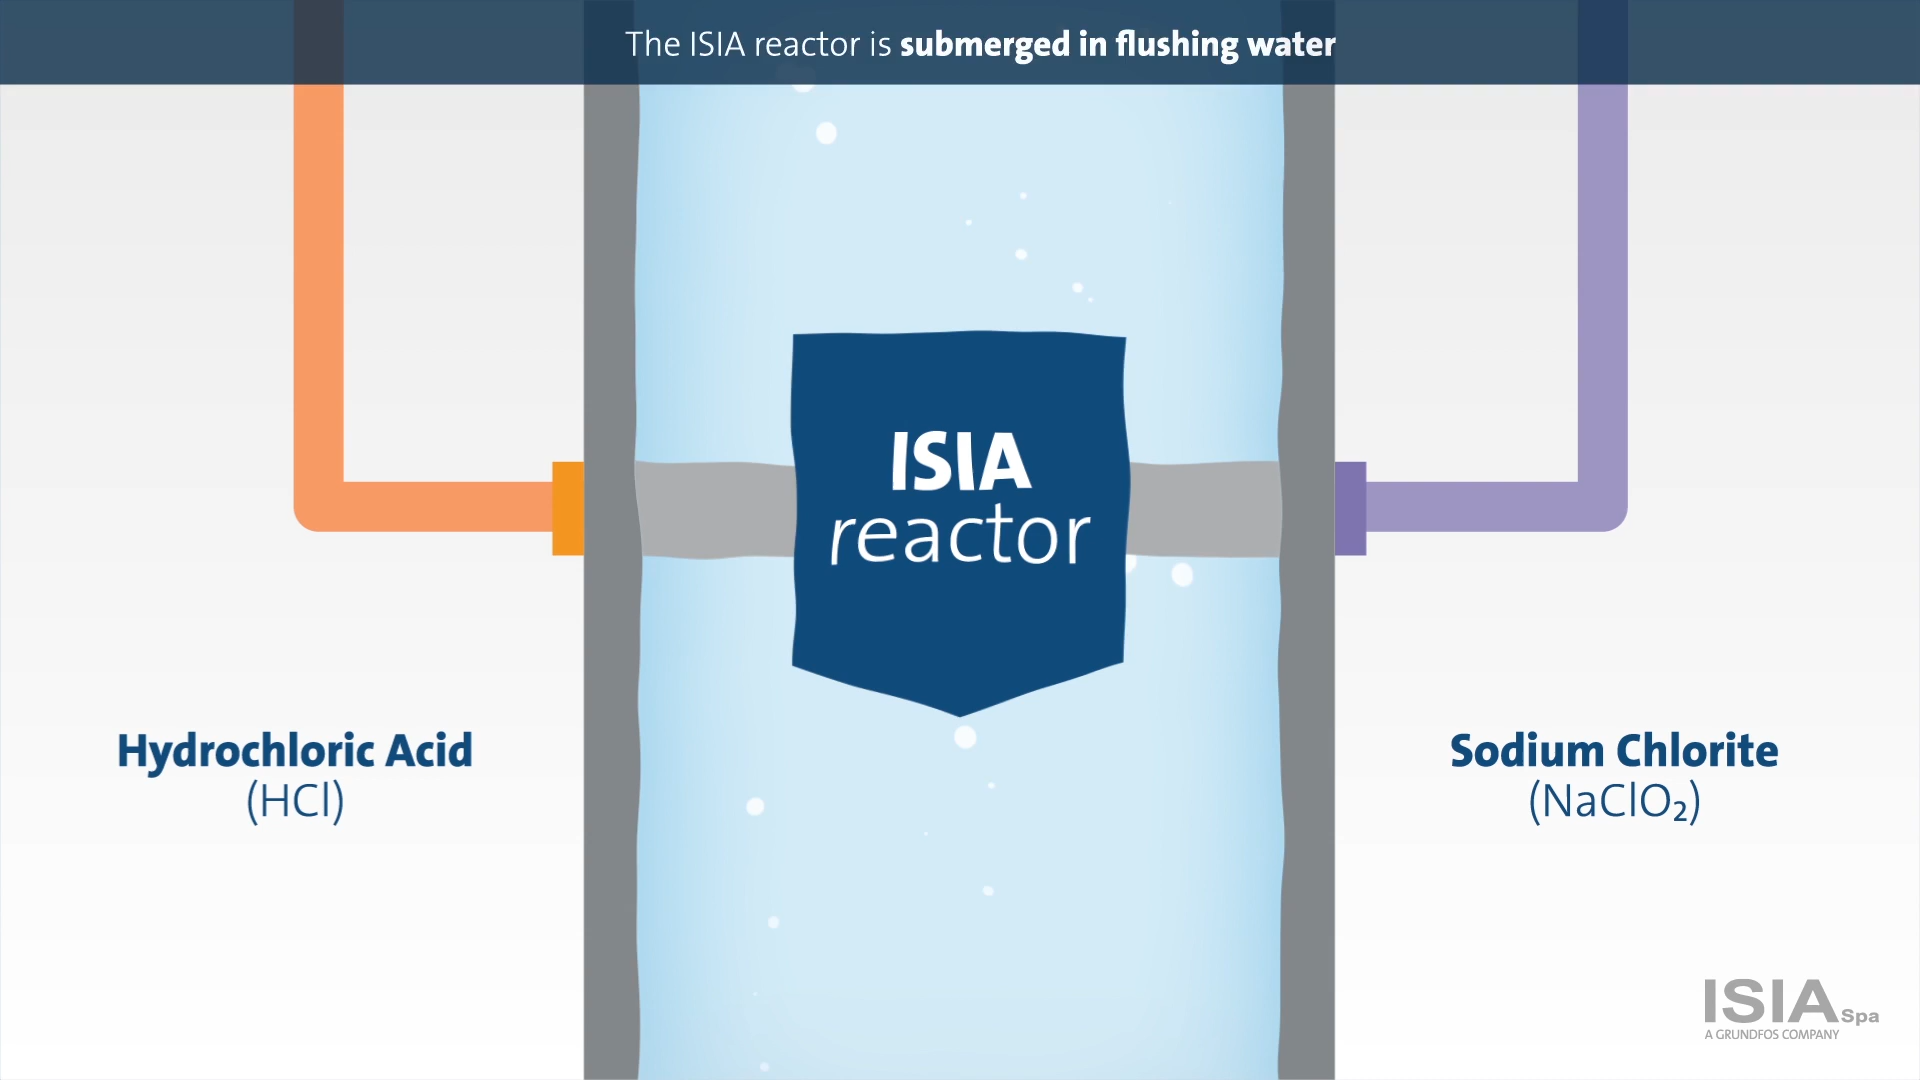 The ISIA reactor is submerged in flushing water
ISIA
reactor
Hydrochloric Acid
(HCl)
Sodium Chlorite
(NaClO₂)
ISIA Spa
A GRUNDFOS COMPANY